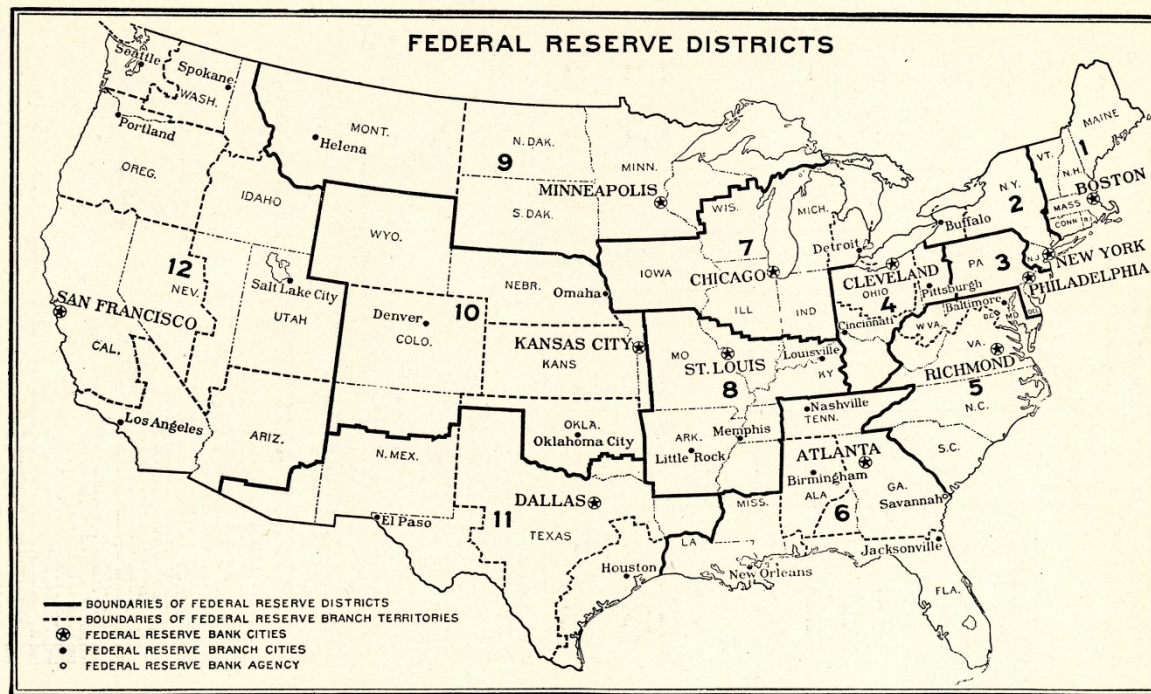 FEDERAL RESERVE DISTRICTS
Seattle
Spokane
WASH.
Portland
OREG.
IDAHO
MONT.
Helena
N. DAK.
9
MINN.
MINNEAPOLIS
S. DAK.
WYO.
WIS.
MICH.
7
Detroit
CHICAGO
IOWA
ILL
IND
MAINE
VT.
N.H.
1
BOSTON
MASS
CONN
R.I.
N.Y.
2
Buffalo
NEW YORK
N.J.
PA
3
PHILADELPHIA
CLEVELAND
OHIO
4
Pittsburgh
Cincinnati
Baltimore
D.C.
MD
DEL
W VA.
VA.
RICHMOND
5
N.C.
S.C.
12
NEV.
SAN FRANCISCO
CAL.
Los Angeles
Salt Lake City
UTAH
ARIZ.
NEBR.
Omaha
10
Denver
COLO.
KANSAS CITY
KANS
MO
ST. LOUIS
8
Louisville
KY
Nashville
TENN.
Memphis
ARK.
Little Rock
OKLA.
Oklahoma City
N. MEX.
El Paso
DALLAS
11
TEXAS
Houston
LA
New Orleans
MISS.
ATLANTA
Birmingham
ALA
6
GA.
Savannah
Jacksonville
FLA.
BOUNDARIES OF FEDERAL RESERVE DISTRICTS
BOUNDARIES OF FEDERAL RESERVE BRANCH TERRITORIES
FEDERAL RESERVE BANK CITIES
FEDERAL RESERVE BRANCH CITIES
FEDERAL RESERVE BANK AGENCY